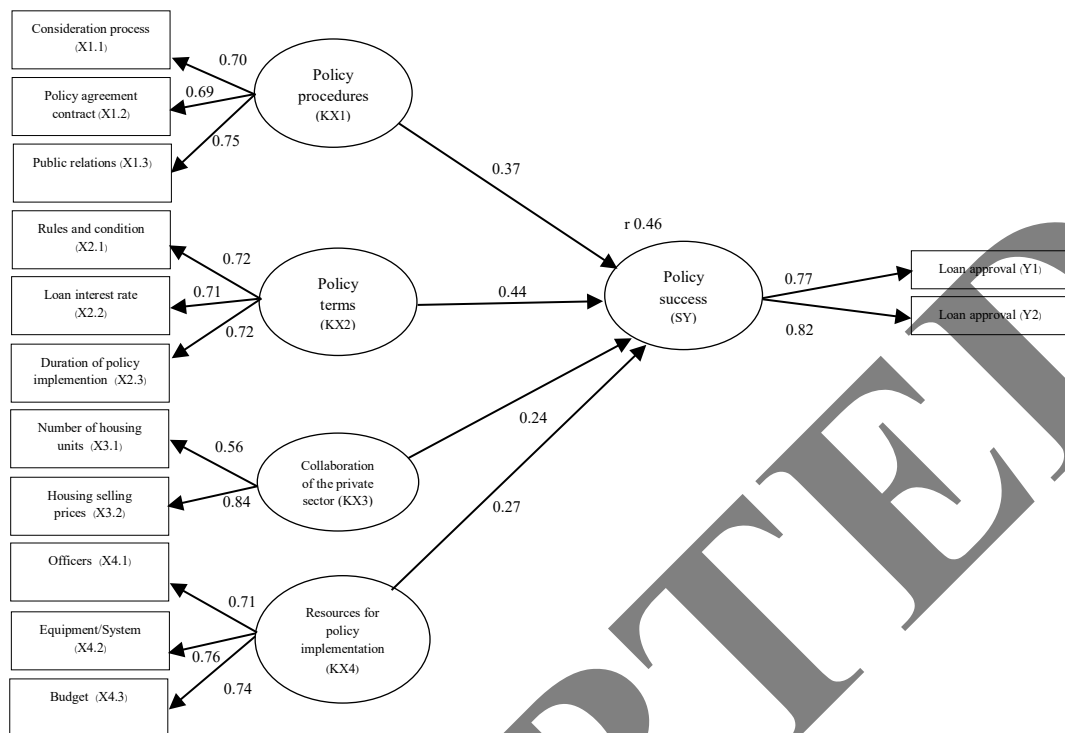 Consideration process
(X1.1)
0.70
Policy agreement
contract (X1.2)
0.69
Public relations (X1.3)
0.75
Policy
procedures
(KX1)
0.37
Rules and condition
(X2.1)
0.72
Loan interest rate
(X2.2)
0.71
Duration of policy
implemention (X2.3)
0.72
Policy
terms
(KX2)
0.44
Number of housing
units (X3.1)
0.56
Housing selling
prices (X3.2)
0.84
Collaboration
of the private
sector (KX3)
0.24
Officers (X4.1)
0.71
Equipment/System
(X4.2)
0.76
Budget (X4.3)
0.74
Resources for
policy
implementation
(KX4)
0.27
r 0.46
Policy
success
(SY)
0.77
Loan approval (Y1)
0.82
Loan approval (Y2)